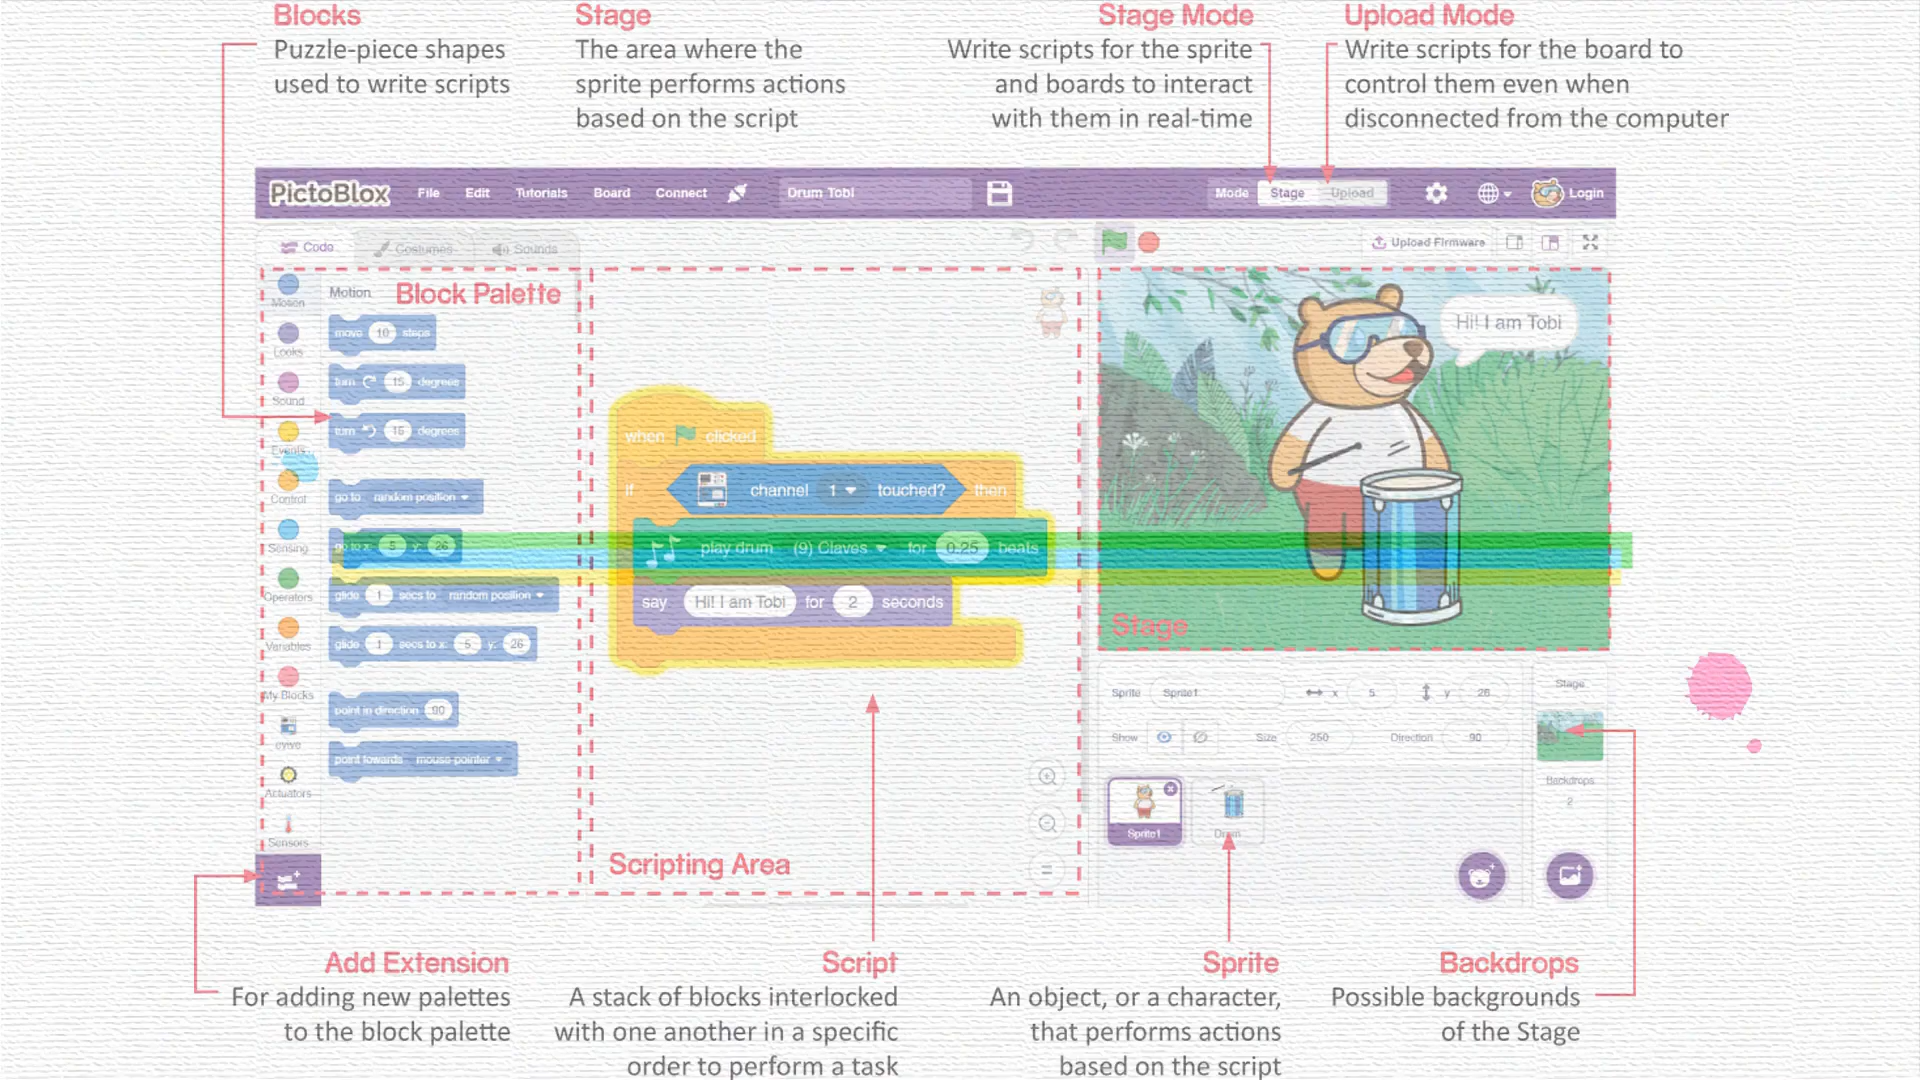 Blocks
Puzzle-piece shapes
used to write scripts
Stage
The area where the
sprite performs actions
based on the script
Stage Mode
Write scripts for the sprite
and boards to interact
with them in real-time
Upload Mode
Write scripts for the board to
control them even when
disconnected from the computer
PictoBlox File Edit Tutorials Board Connect Drum Tobi Mode Stage Upload Login
Code Costumes Sounds
Upload Firmware
Block Palette
Motion
Looks
Sound
Events
Control
Sensing
Operators
Variables
My Blocks
evive
Actuators
Sensors
Motion
move 10 steps
turn 15 degrees
turn 15 degrees
go to random position
go to x: 5 y: 26
glide 1 secs to random position
glide 1 secs to x: 5 y: 26
point in direction 90
point towards mouse-pointer
when clicked
if channel 1 touched? then
play drum (9) Claves for 0.25 beats
say Hi! I am Tobi for 2 seconds
Scripting Area
Hi! I am Tobi
Stage
Sprite Sprite1 x 5 y 26
Show Size 250 Direction 90
Sprite1
Drum
Stage
Backdrops
2
Add Extension
For adding new palettes
to the block palette
Script
A stack of blocks interlocked
with one another in a specific
order to perform a task
Sprite
An object, or a character,
that performs actions
based on the script
Backdrops
Possible backgrounds
of the Stage